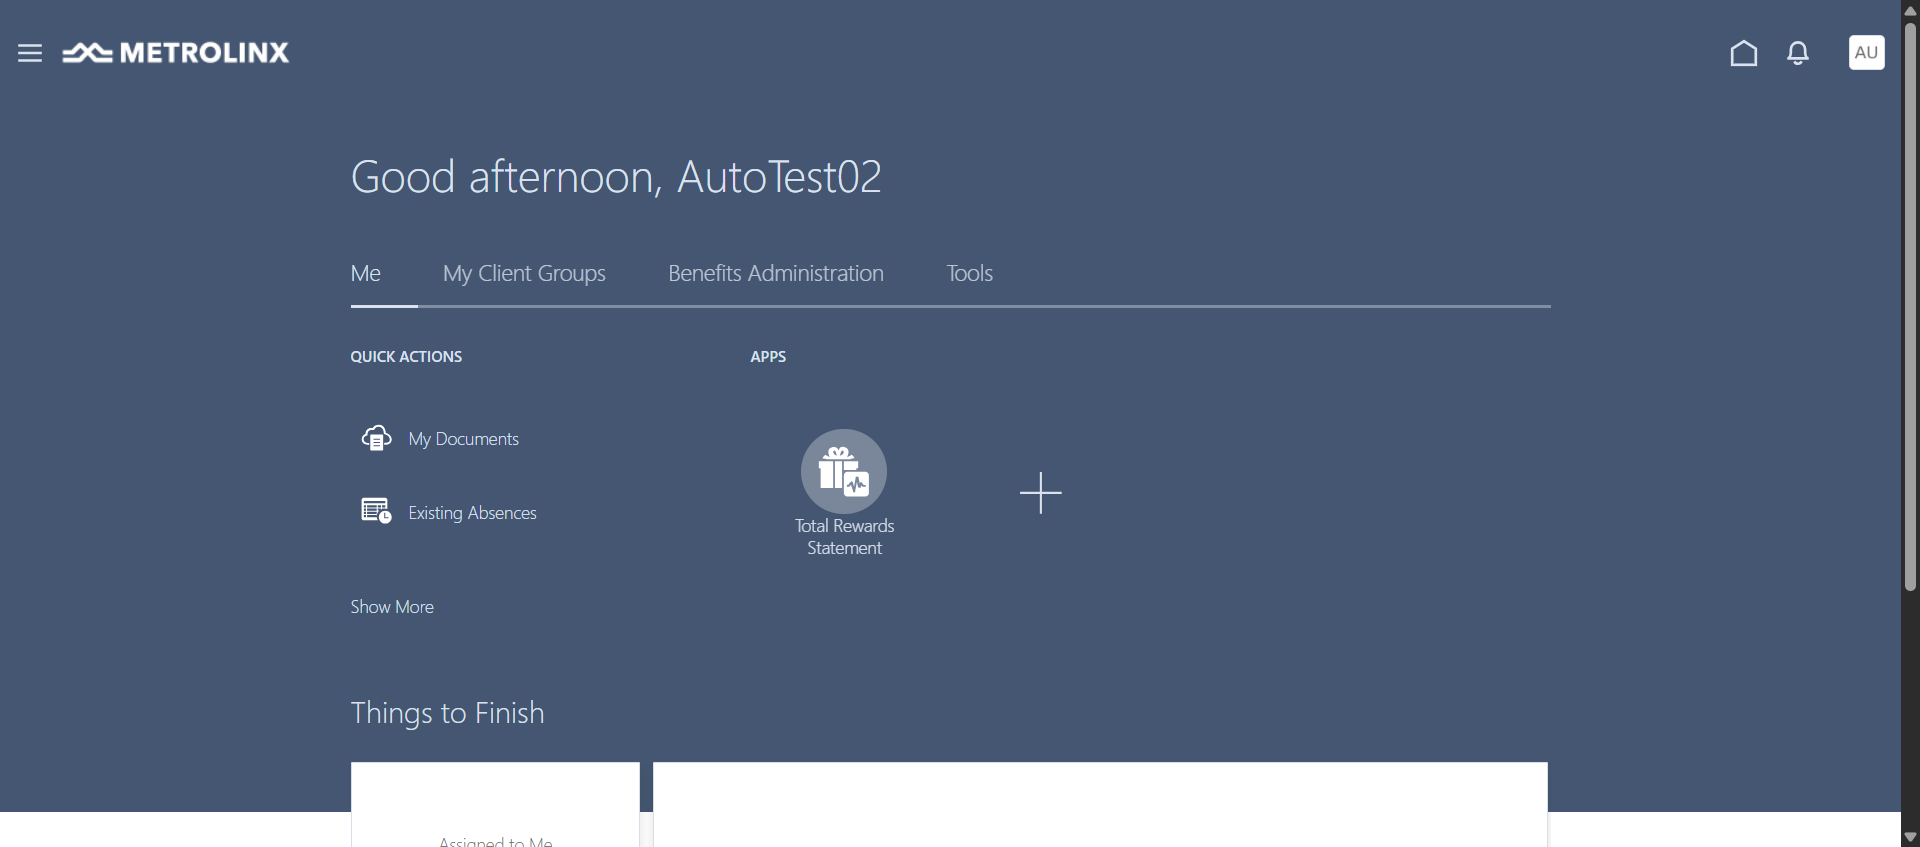 METROLINX
AU
Good afternoon, AutoTest02
Me
My Client Groups
Benefits Administration
Tools
QUICK ACTIONS
My Documents
Existing Absences
Show More
APPS
Total Rewards
Statement
Things to Finish
Assigned to Me